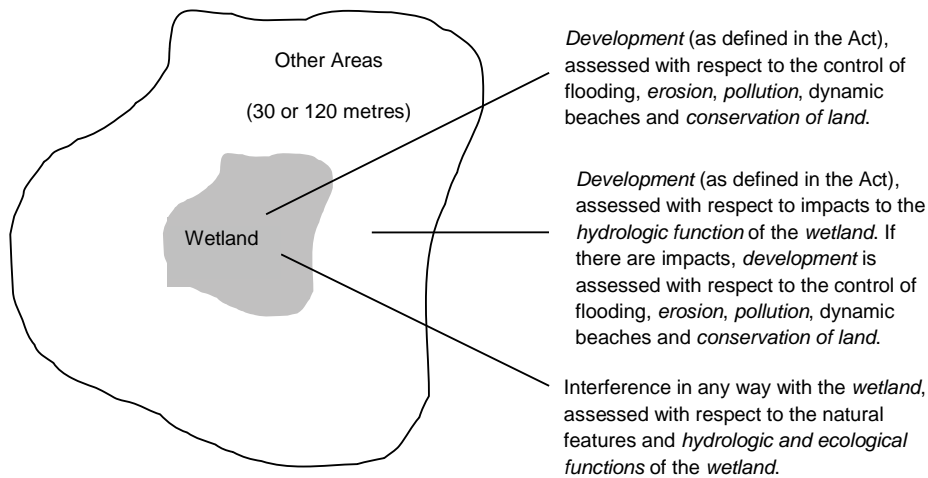 Other Areas
(30 or 120 metres)
Wetland
Development (as defined in the Act),
assessed with respect to the control of
flooding, erosion, pollution, dynamic
beaches and conservation of land.
Development (as defined in the Act),
assessed with respect to impacts to the
hydrologic function of the wetland. If
there are impacts, development is
assessed with respect to the control of
flooding, erosion, pollution, dynamic
beaches and conservation of land.
Interference in any way with the wetland,
assessed with respect to the natural
features and hydrologic and ecological
functions of the wetland.